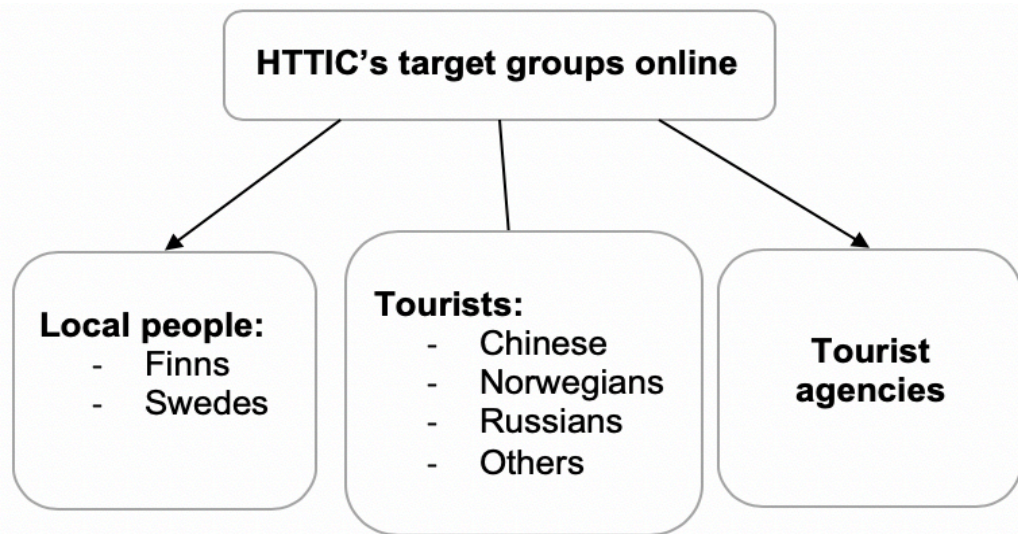 HTTIC’s target groups online
Local people:
- Finns
- Swedes
Tourists:
- Chinese
- Norwegians
- Russians
- Others
Tourist
agencies